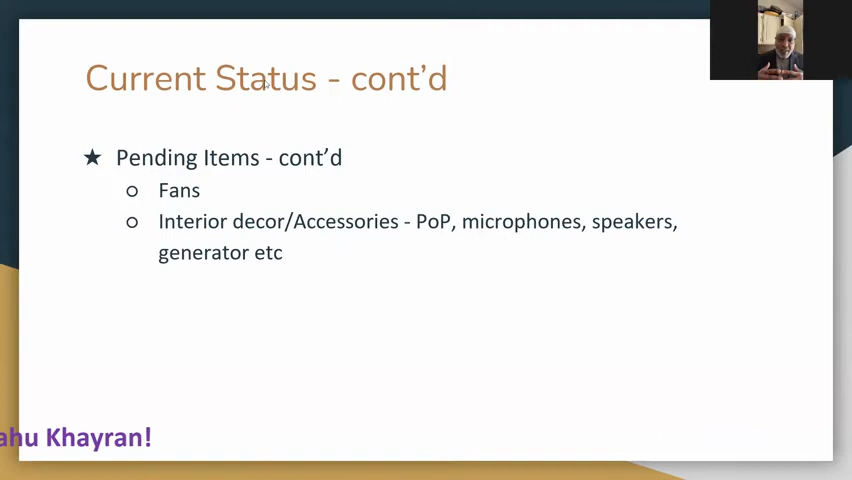 Current Status - cont’d
★ Pending Items - cont’d
○ Fans
○ Interior decor/Accessories - PoP, microphones, speakers,
generator etc
ahu Khayran!